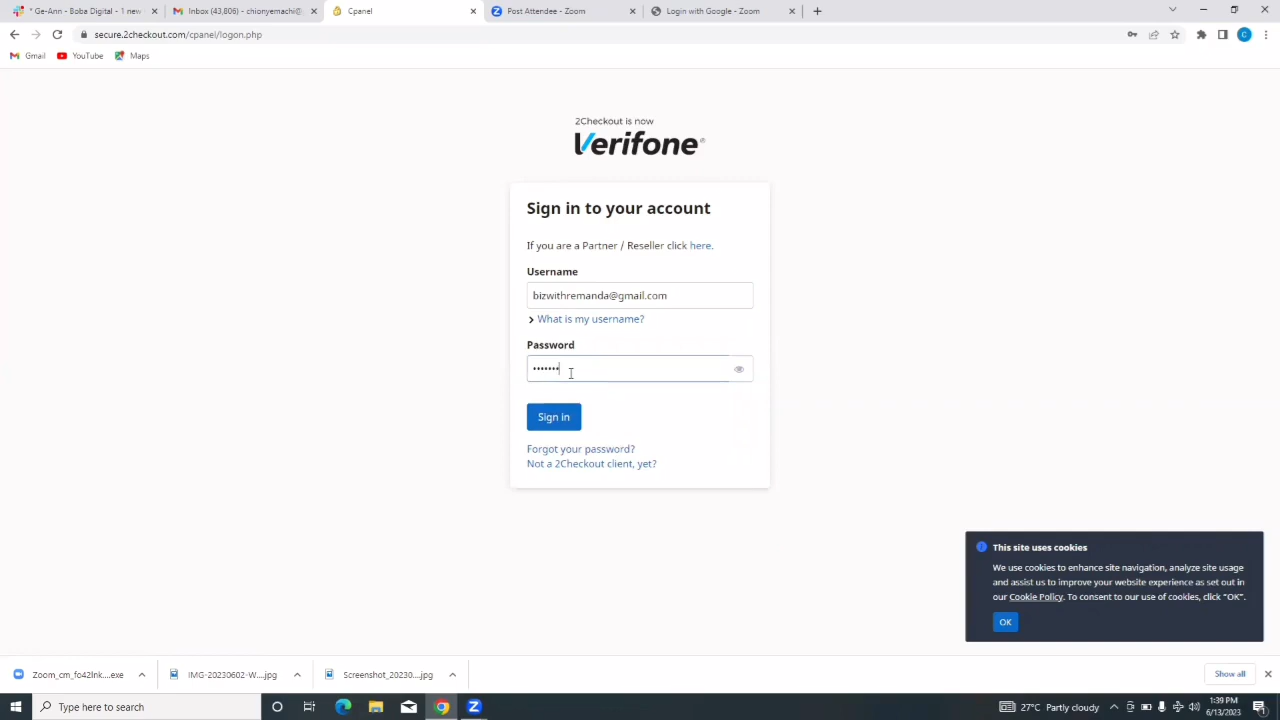 * Ge-Ann - Boba Digital - 1 new
Inbox (43,806) - chionyemachi@
Cpanel
Post Attendee - Zoom
Login with Google - Zoom
secure.2checkout.com/cpanel/logon.php
C
Gmail
YouTube
Maps
2Checkout is now
Verifone®
Sign in to your account
If you are a Partner / Reseller click here.
Username
bizwithremanda@gmail.com
What is my username?
Password
•••••••
Sign in
Forgot your password?
Not a 2Checkout client, yet?
This site uses cookies
We use cookies to enhance site navigation, analyze site usage
and assist us to improve your website experience as set out in
our Cookie Policy. To consent to our use of cookies, click "OK".
OK
Zoom_cm_fo42lnk....exe
IMG-20230602-W....jpg
Screenshot_20230....jpg
Show all
Type here to search
27°C Partly cloudy
1:39 PM
6/13/2023